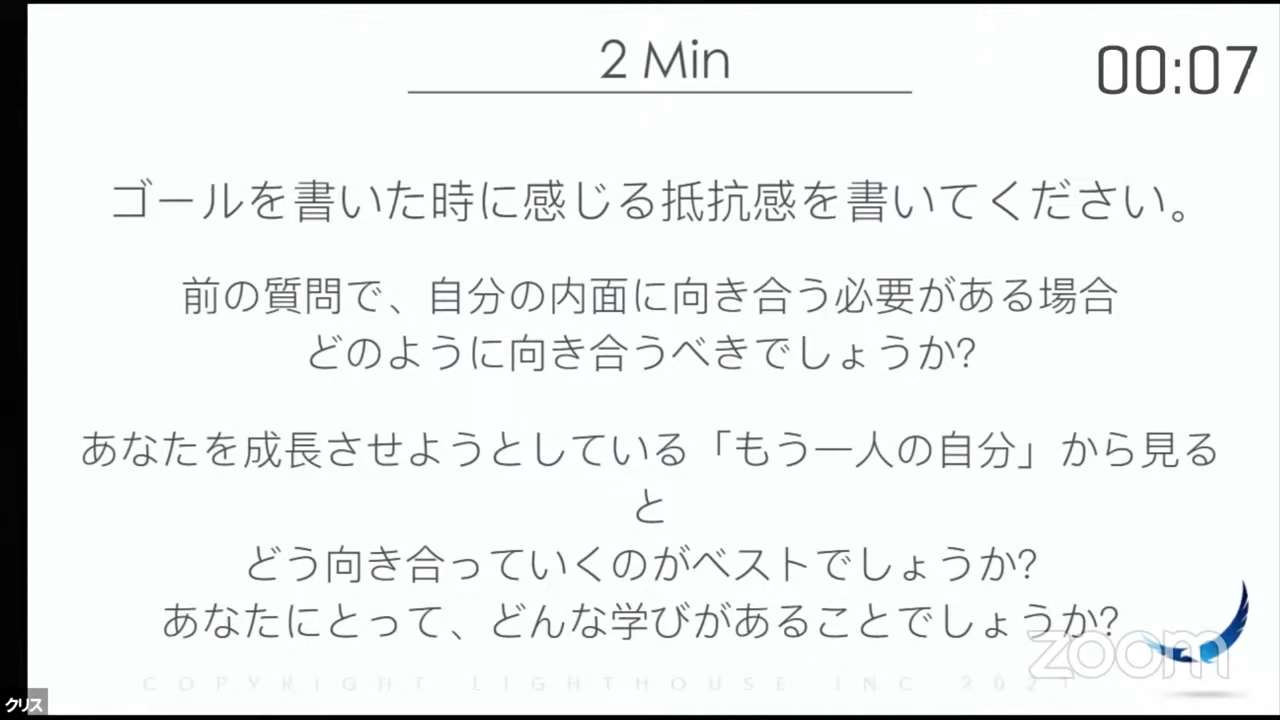 2 Min
00:07
ゴールを書いた時に感じる抵抗感を書いてください。
前の質問で、自分の内面に向き合う必要がある場合
どのように向き合うべきでしょうか?
あなたを成長させようとしている「もう一人の自分」から見る
と
どう向き合っていくのがベストでしょうか?
あなたにとって、どんな学びがあることでしょうか?
zoom
COPYRIGHT LIGHTHOUSE INC 2021
クリス